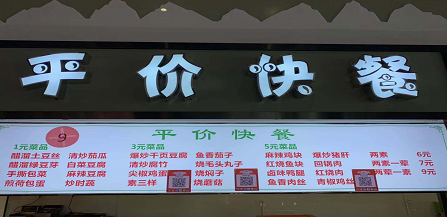 平价快餐
平价快餐
9
1元菜品 3元菜品 5元菜品
醋溜土豆丝 清炒茄瓜 爆炒千页豆腐 鱼香茄子 麻辣鸡块 爆炒猪肝 两素 6元
醋溜绿豆芽 白菜豆腐 清炒腐竹 烧毛头丸子 红烧鱼块 回锅肉 两素一荤 7元
手撕包菜 麻辣豆腐 尖椒鸡蛋 烧焖子 卤味鸭腿 红烧肉 两荤一素 9元
煎荷包蛋 炒时蔬 素三样 烧蘑菇 鱼香肉丝 青椒鸡丝